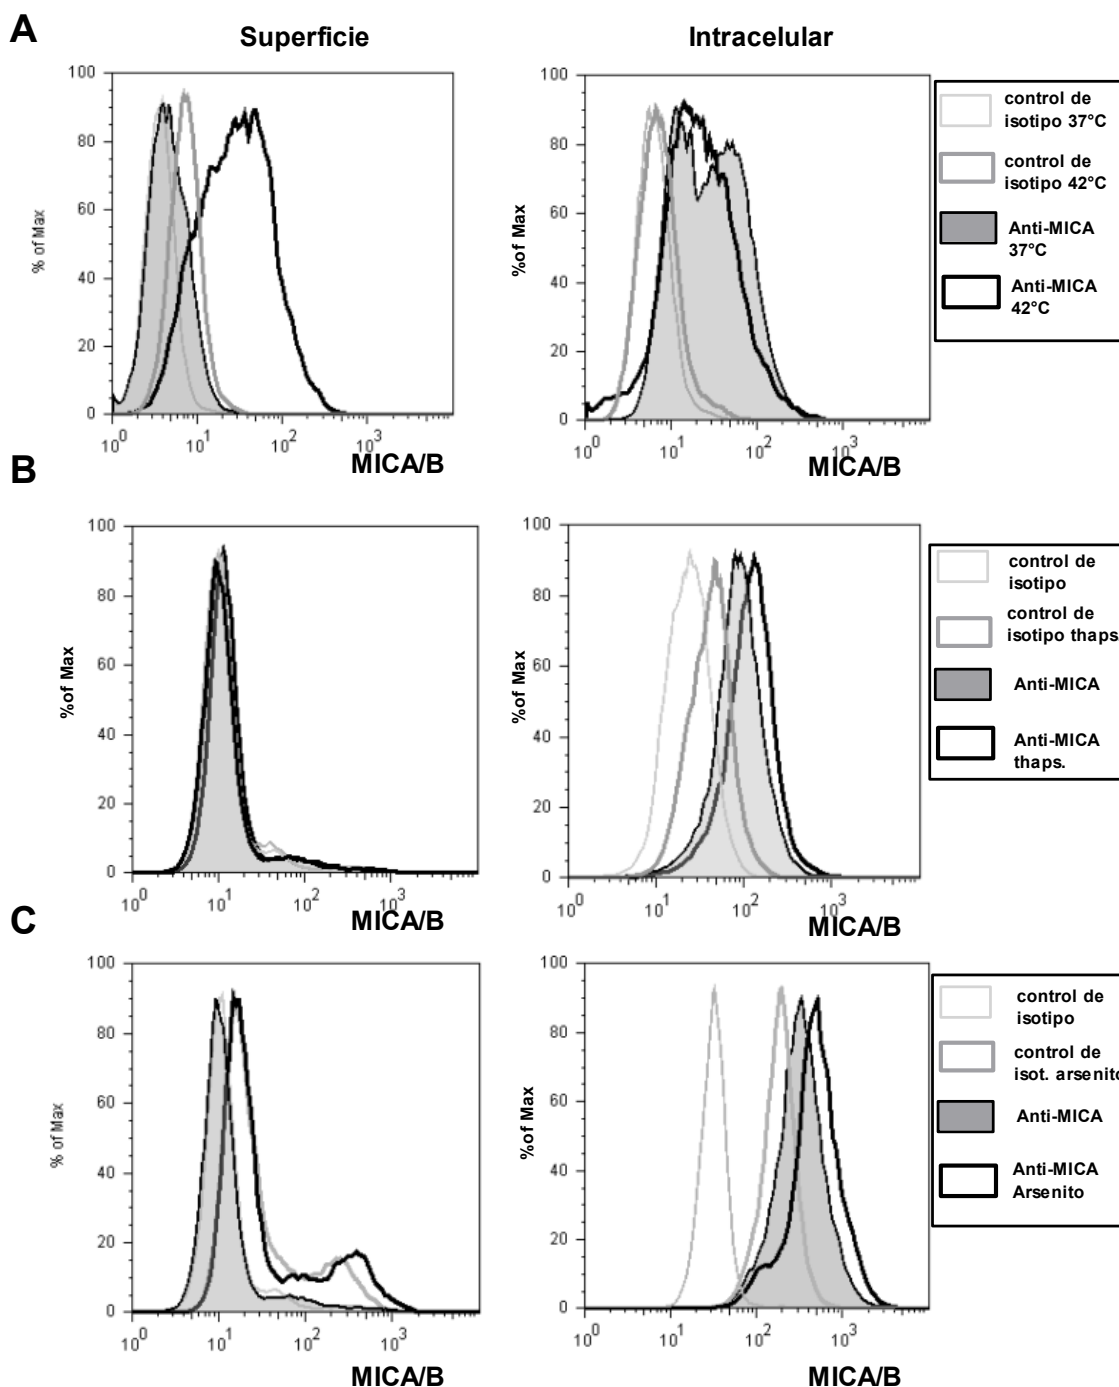 A
Superficie
Intracelular
100
80
60
40
20
0
% of Max
10^0 10^1 10^2 10^3
MICA/B
100
80
60
40
20
0
%of Max
10^0 10^1 10^2 10^3
MICA/B
control de
isotipo 37°C
control de
isotipo 42°C
Anti-MICA
37°C
Anti-MICA
42°C
B
100
80
60
40
20
0
%of Max
10^0 10^1 10^2 10^3
MICA/B
100
80
60
40
20
0
%of Max
10^0 10^1 10^2 10^3
MICA/B
control de
isotipo
control de
isotipo thaps.
Anti-MICA
Anti-MICA
thaps.
C
100
80
60
40
20
0
% of Max
10^0 10^1 10^2 10^3
MICA/B
100
80
60
40
20
0
%of Max
10^0 10^1 10^2 10^3
MICA/B
control de
isotipo
control de
isot. arsenito
Anti-MICA
Anti-MICA
Arsenito